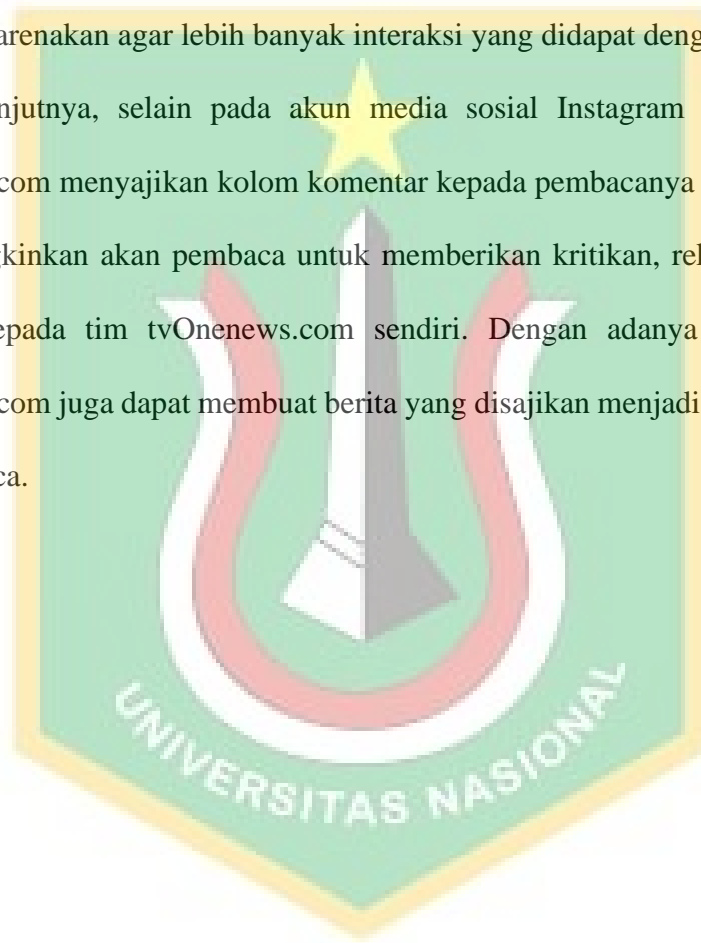 arenakan agar lebih banyak interaksi yang didapat deng
njutnya, selain pada akun media sosial Instagram
com menyajikan kolom komentar kepada pembacanya
gkinkan akan pembaca untuk memberikan kritikan, rel
epada tim tvOnenews.com sendiri. Dengan adanya
com juga dapat membuat berita yang disajikan menjadi
ca.
UNIVERSITAS NASIONAL